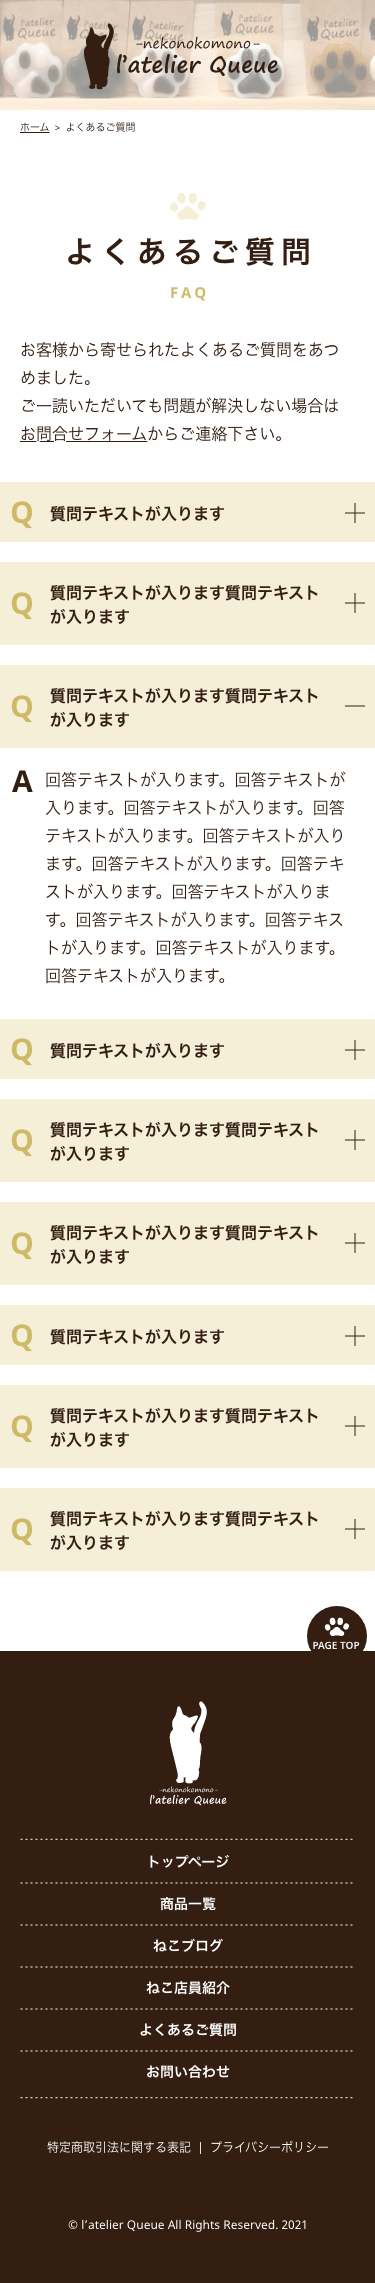 -nekonokomono-
l'atelier Queue
ホーム > よくあるご質問
よくあるご質問
FAQ
お客様から寄せられたよくあるご質問をあつ
めました。
ご一読いただいても問題が解決しない場合は
お問合せフォームからご連絡下さい。
Q 質問テキストが入ります
Q 質問テキストが入ります質問テキスト
が入ります
Q 質問テキストが入ります質問テキスト
が入ります
A 回答テキストが入ります。回答テキストが
入ります。回答テキストが入ります。回答
テキストが入ります。回答テキストが入り
ます。回答テキストが入ります。回答テキ
ストが入ります。回答テキストが入りま
す。回答テキストが入ります。回答テキス
トが入ります。回答テキストが入ります。
回答テキストが入ります。
Q 質問テキストが入ります
Q 質問テキストが入ります質問テキスト
が入ります
Q 質問テキストが入ります質問テキスト
が入ります
Q 質問テキストが入ります
Q 質問テキストが入ります質問テキスト
が入ります
Q 質問テキストが入ります質問テキスト
が入ります
PAGE TOP
-nekonokomono-
l'atelier Queue
トップページ
商品一覧
ねこブログ
ねこ店員紹介
よくあるご質問
お問い合わせ
特定商取引法に関する表記 | プライバシーポリシー
© l'atelier Queue All Rights Reserved. 2021